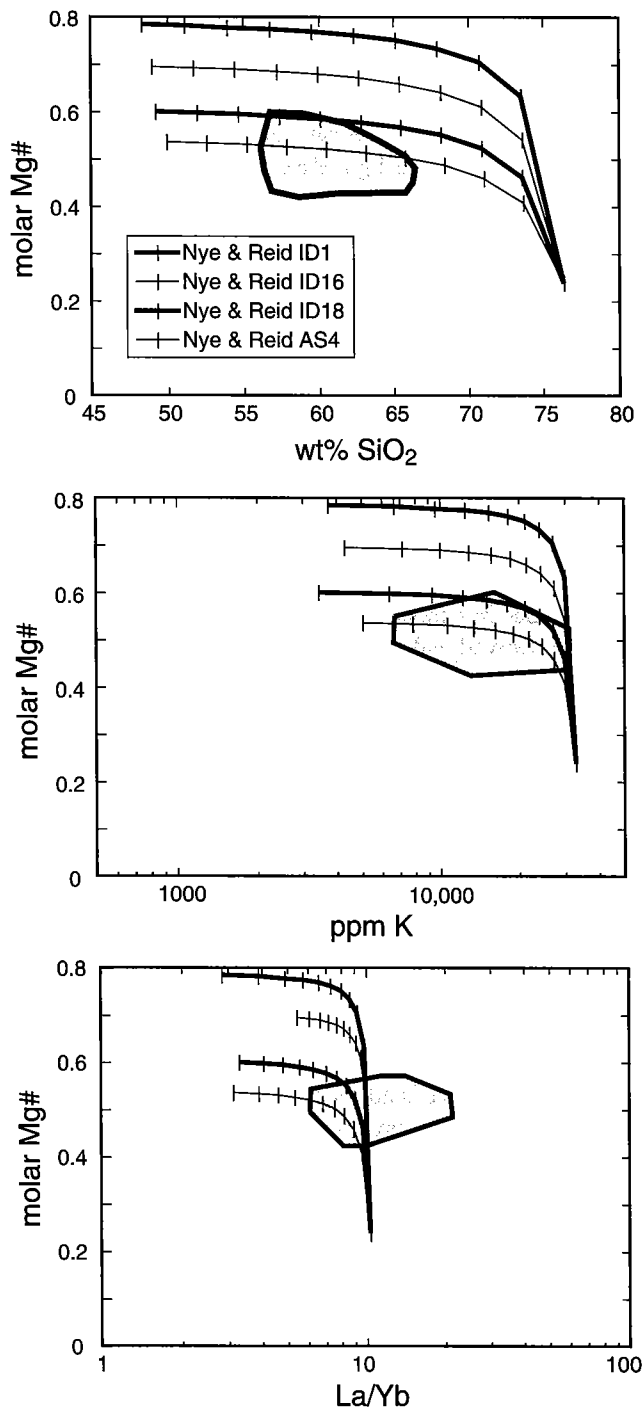 0.8
0.6
0.4
0.2
0
molar Mg#
Nye & Reid ID1
Nye & Reid ID16
Nye & Reid ID18
Nye & Reid AS4
45 50 55 60 65 70 75 80
wt% SiO2
0.8
0.6
0.4
0.2
0
molar Mg#
1000 10,000
ppm K
0.8
0.6
0.4
0.2
0
molar Mg#
1 10 100
La/Yb